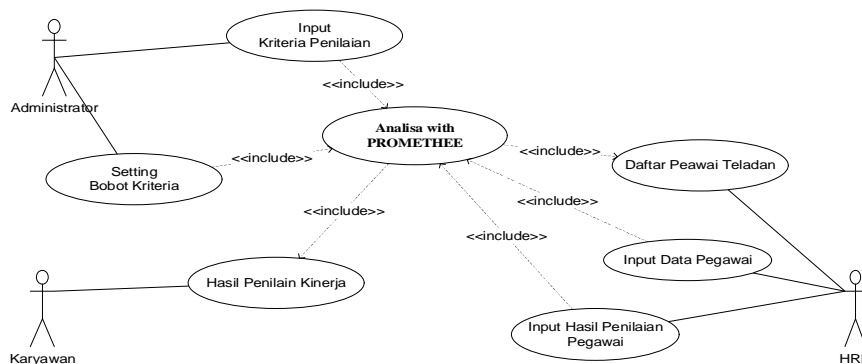 Input
Kriteria Penilaian
<<include>>
Administrator
Analisa with
PROMETHEE
<<include>>
<<include>>
Daftar Peawai Teladan
Setting
Bobot Kriteria
<<include>>
<<include>>
<<include>>
Input Data Pegawai
Hasil Penilain Kinerja
Input Hasil Penilaian
Pegawai
Karyawan